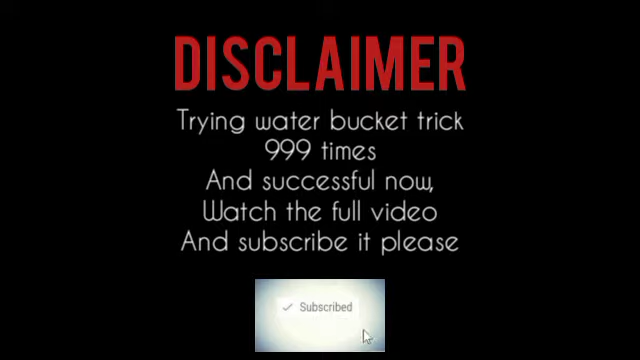 DISCLAIMER
Trying water bucket trick
999 times
And successful now,
Watch the full video
And subscribe it please
Subscribed